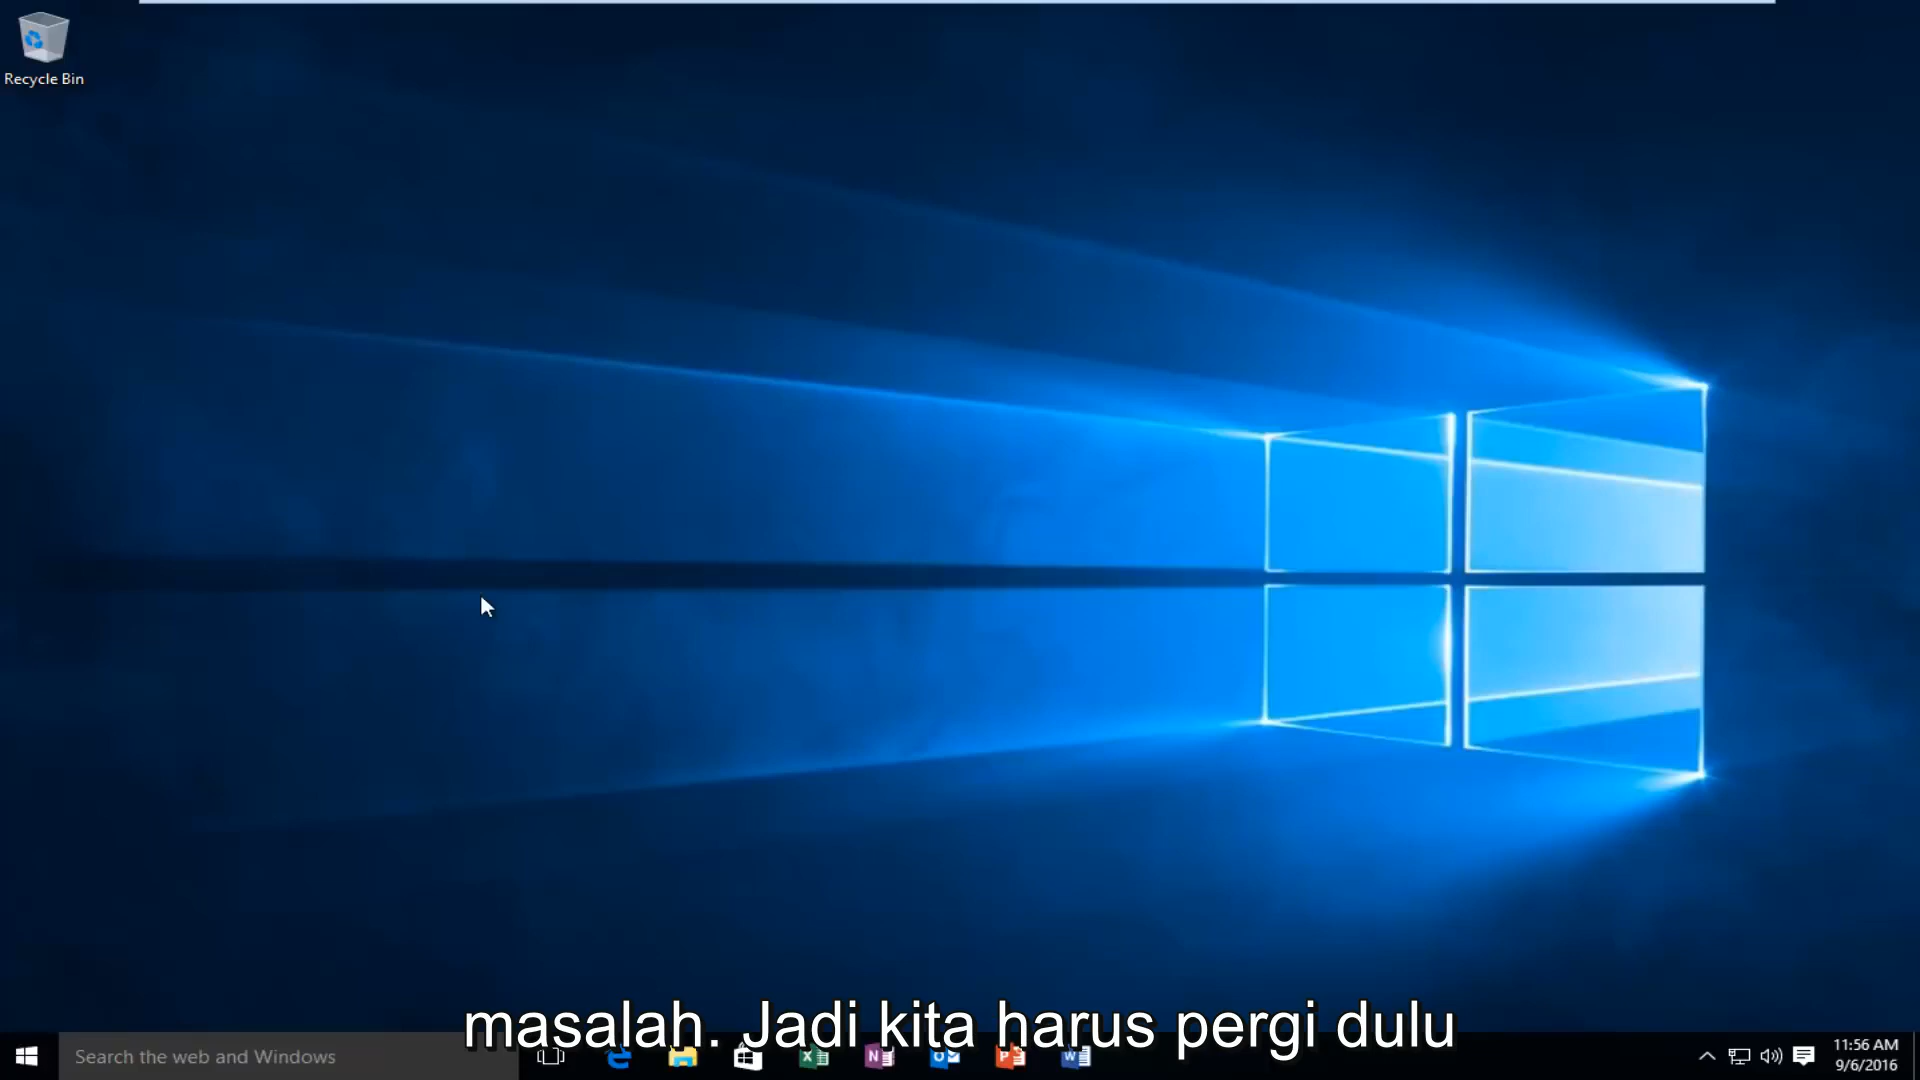 Recycle Bin
masalah. Jadi kita harus pergi dulu
Search the web and Windows
11:56 AM
9/6/2016